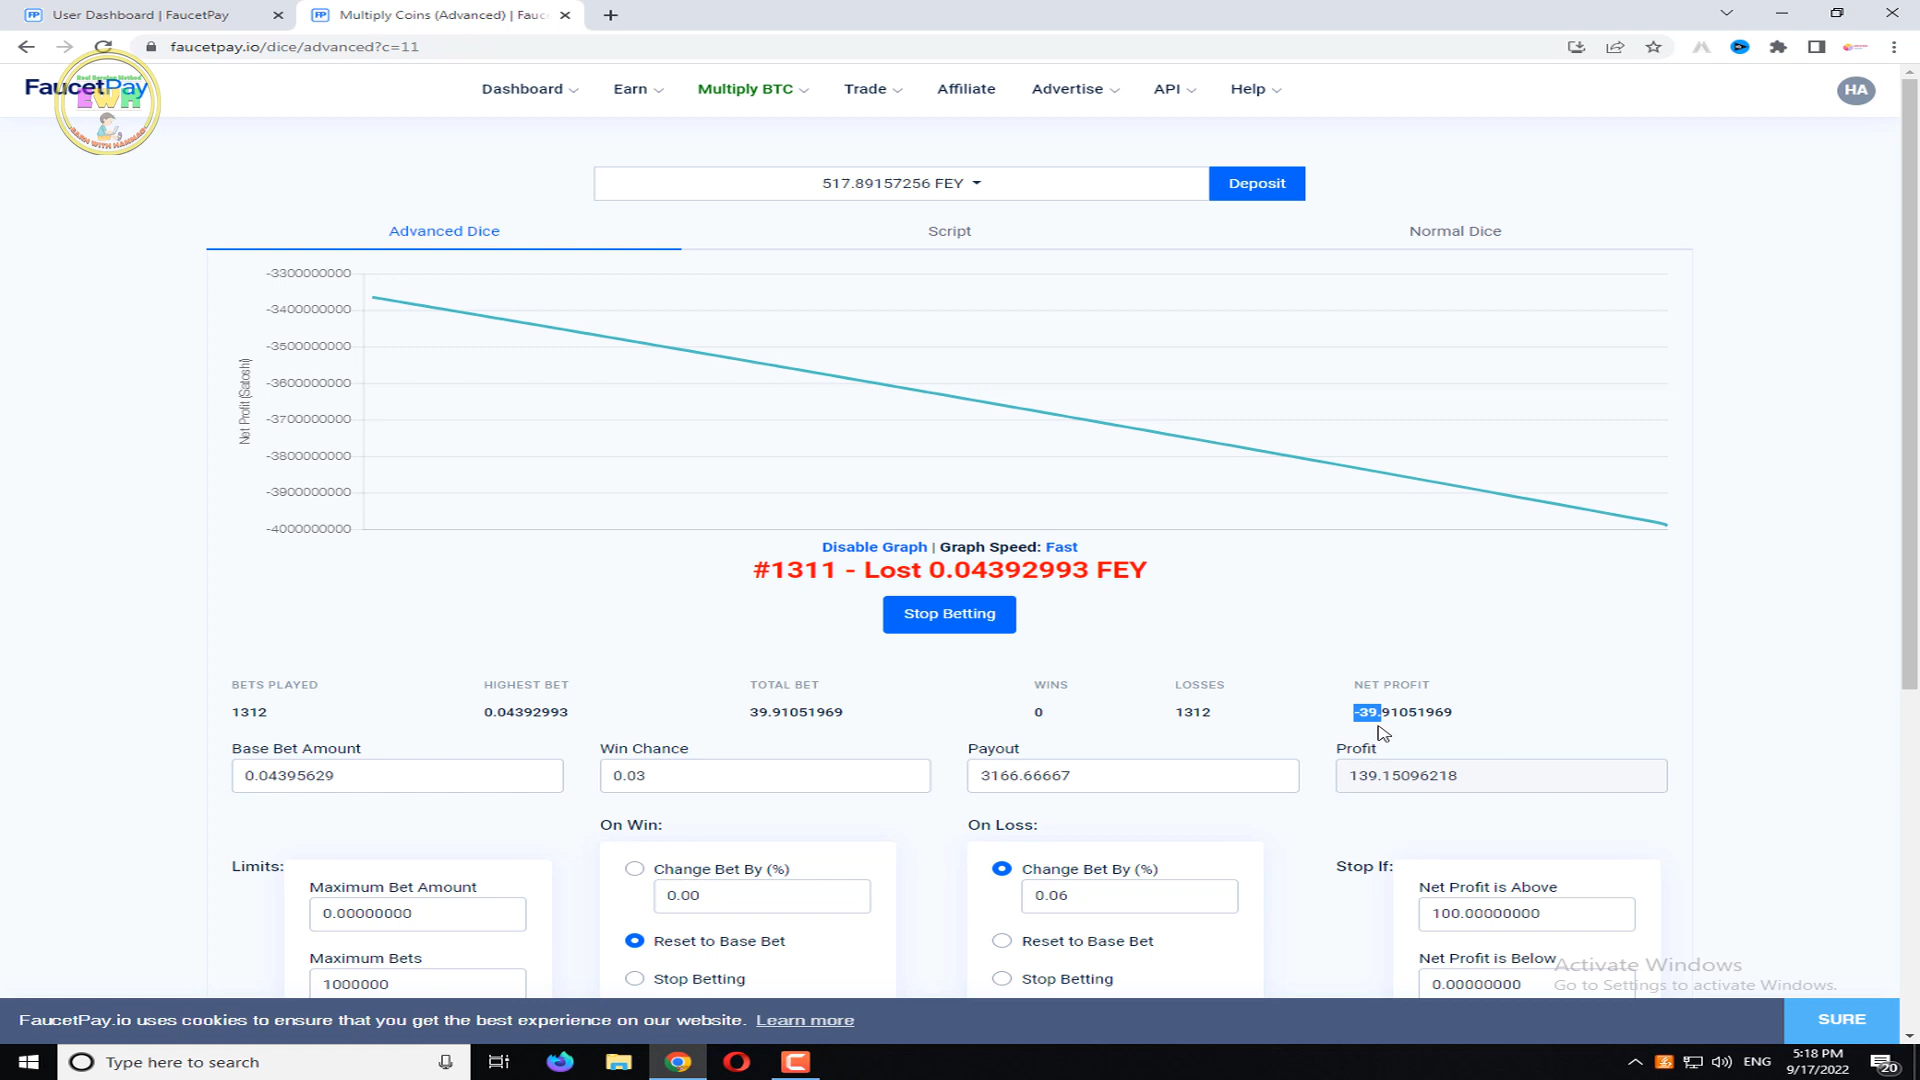 User Dashboard | FaucetPay
Multiply Coins (Advanced) | Fauc
faucetpay.io/dice/advanced?c=11
FaucetPay
Real Earning Method
EWH
EARN WITH HAMMAD
Dashboard
Earn
Multiply BTC
Trade
Affiliate
Advertise
API
Help
HA
517.89157256 FEY
Deposit
Advanced Dice
Script
Normal Dice
Net Profit (Satoshi)
-3300000000
-3400000000
-3500000000
-3600000000
-3700000000
-3800000000
-3900000000
-4000000000
Disable Graph | Graph Speed: Fast
#1311 - Lost 0.04392993 FEY
Stop Betting
BETS PLAYED
HIGHEST BET
TOTAL BET
WINS
LOSSES
NET PROFIT
1312
0.04392993
39.91051969
0
1312
-39.91051969
Base Bet Amount
Win Chance
Payout
Profit
0.04395629
0.03
3166.66667
139.15096218
On Win:
On Loss:
Limits:
Stop If:
Maximum Bet Amount
0.00000000
Maximum Bets
1000000
Change Bet By (%)
0.00
Reset to Base Bet
Stop Betting
Change Bet By (%)
0.06
Reset to Base Bet
Stop Betting
Net Profit is Above
100.00000000
Net Profit is Below
0.00000000
Activate Windows
Go to Settings to activate Windows.
FaucetPay.io uses cookies to ensure that you get the best experience on our website. Learn more
SURE
Type here to search
ENG
5:18 PM
9/17/2022
20